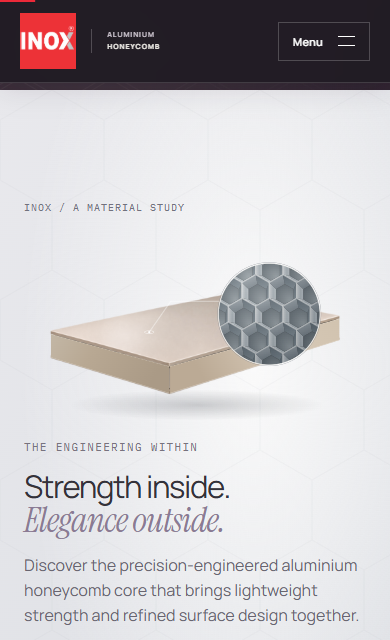 INOX®
ALUMINIUM
HONEYCOMB
Menu
INOX / A MATERIAL STUDY
THE ENGINEERING WITHIN
Strength inside.
Elegance outside.
Discover the precision-engineered aluminium
honeycomb core that brings lightweight
strength and refined surface design together.